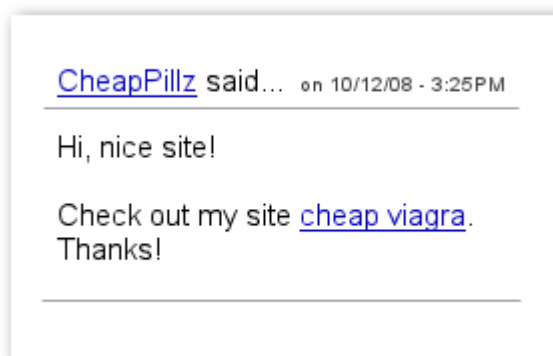 CheapPillz said... on 10/12/08 - 3:25PM
Hi, nice site!
Check out my site cheap viagra.
Thanks!